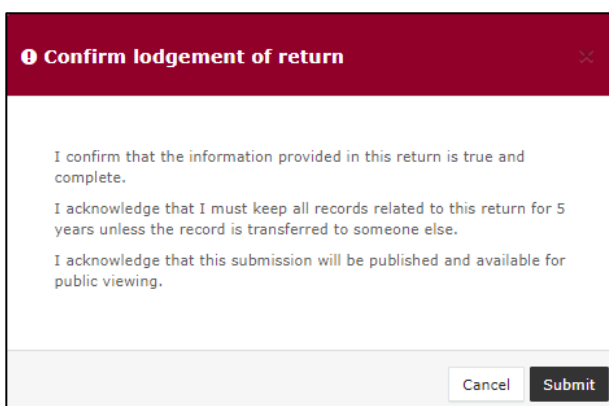 Confirm lodgement of return
I confirm that the information provided in this return is true and
complete.
I acknowledge that I must keep all records related to this return for 5
years unless the record is transferred to someone else.
I acknowledge that this submission will be published and available for
public viewing.
Cancel Submit